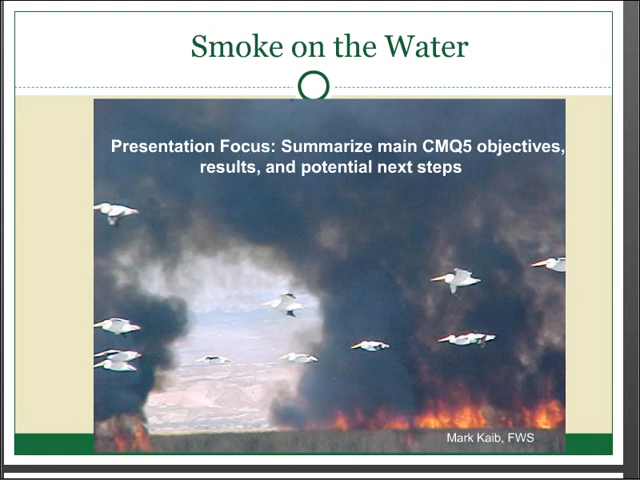 Smoke on the Water
Presentation Focus: Summarize main CMQ5 objectives,
results, and potential next steps
Mark Kaib, FWS